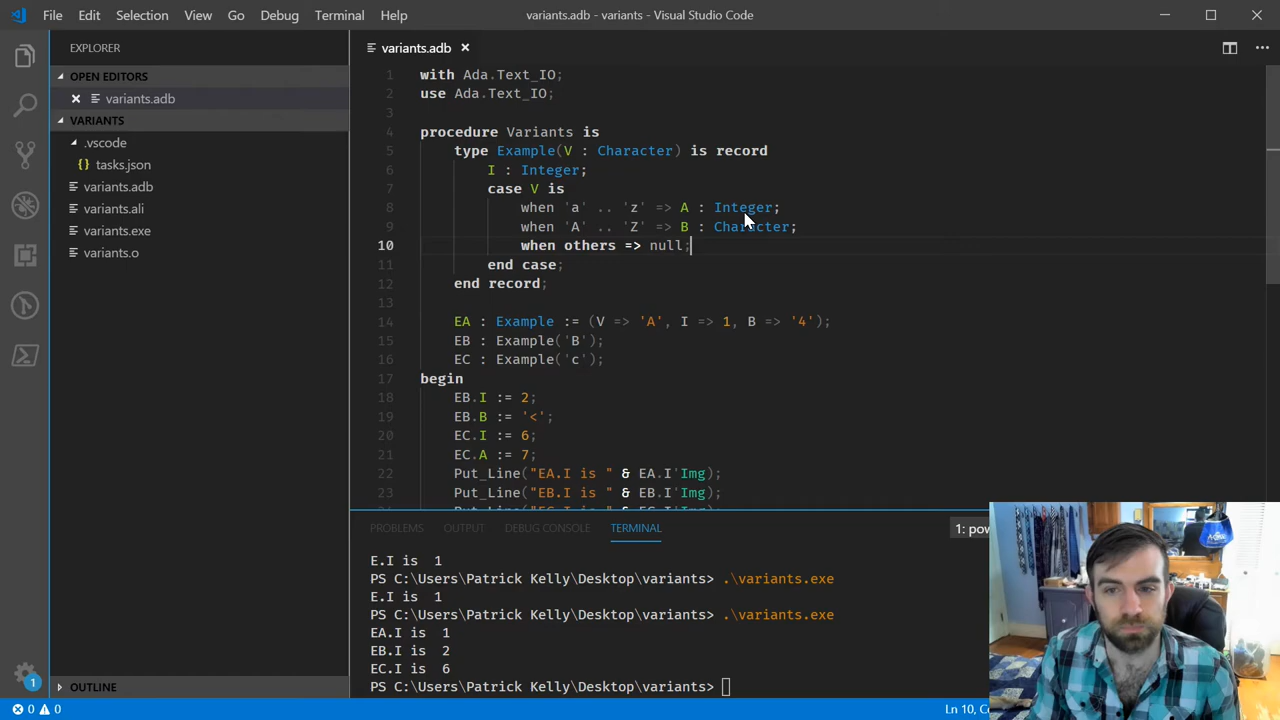 File Edit Selection View Go Debug Terminal Help variants.adb - variants - Visual Studio Code
EXPLORER
OPEN EDITORS
variants.adb
VARIANTS
.vscode
{} tasks.json
variants.adb
variants.ali
variants.exe
variants.o
OUTLINE
variants.adb
1 with Ada.Text_IO;
2 use Ada.Text_IO;
3
4 procedure Variants is
5 type Example(V : Character) is record
6 I : Integer;
7 case V is
8 when 'a' .. 'z' => A : Integer;
9 when 'A' .. 'Z' => B : Character;
10 when others => null;
11 end case;
12 end record;
13
14 EA : Example := (V => 'A', I => 1, B => '4');
15 EB : Example('B');
16 EC : Example('c');
17 begin
18 EB.I := 2;
19 EB.B := '<';
20 EC.I := 6;
21 EC.A := 7;
22 Put_Line("EA.I is " & EA.I'Img);
23 Put_Line("EB.I is " & EB.I'Img);
PROBLEMS OUTPUT DEBUG CONSOLE TERMINAL 1: pow
E.I is 1
PS C:\Users\Patrick Kelly\Desktop\variants> .\variants.exe
E.I is 1
PS C:\Users\Patrick Kelly\Desktop\variants> .\variants.exe
EA.I is 1
EB.I is 2
EC.I is 6
PS C:\Users\Patrick Kelly\Desktop\variants>
1
0 0 Ln 10, C